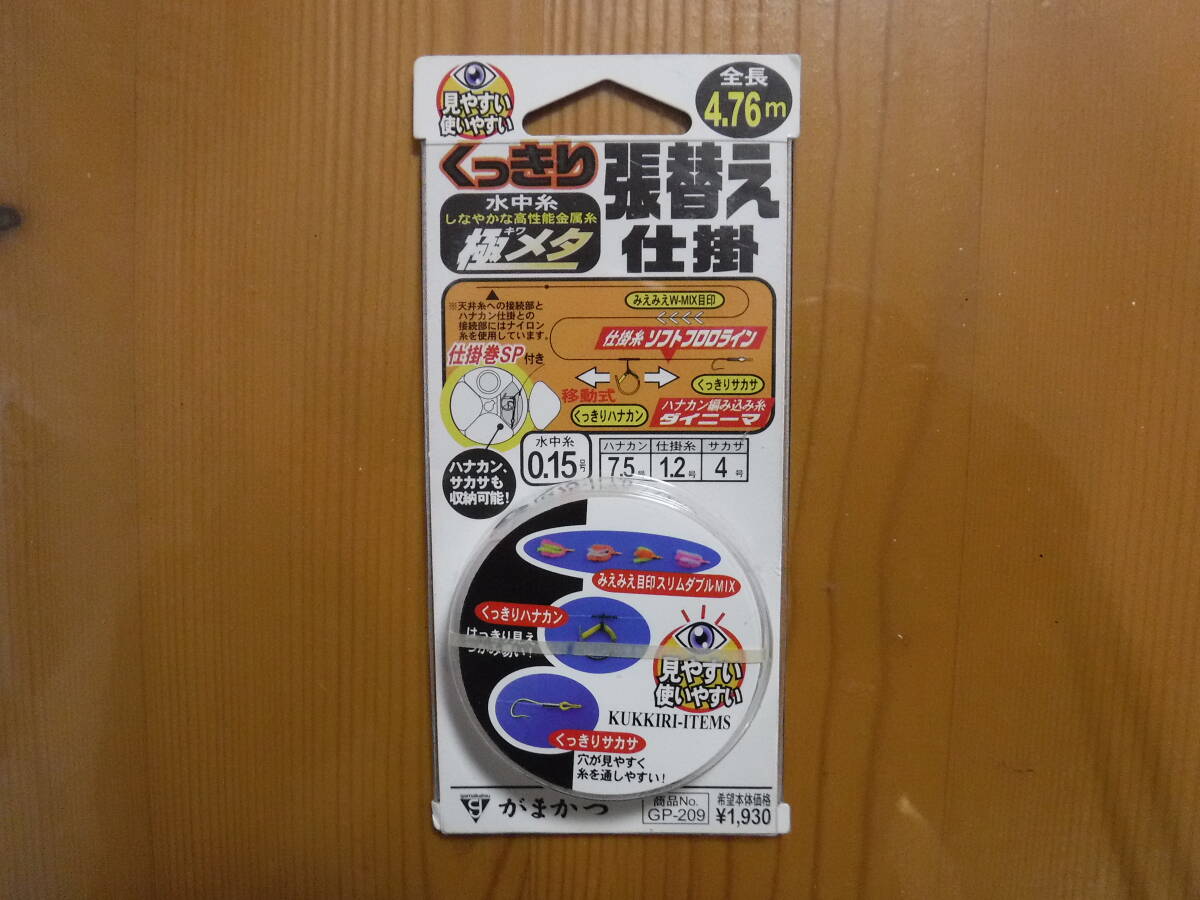 見やすい
使いやすい
全長
4.76m
くっきり
張替え
仕掛
水中糸
しなやかな高性能金属糸
キワ
極メタ
※天井糸への接続部と
ハナカン仕掛との
接続部にはナイロン
糸を使用しています。
みえみえW-MIX目印
仕掛糸 ソフトフロロライン
仕掛巻SP付き
移動式
くっきりサカサ
くっきりハナカン
ハナカン編み込み糸
ダイニーマ
ハナカン、
サカサも
収納可能!
水中糸
0.15号
ハナカン 仕掛糸 サカサ
7.5号 1.2号 4号
みえみえ目印スリムダブルMIX
くっきりハナカン
はっきり見え
つかみ易い!
見やすい
使いやすい
KUKKIRI-ITEMS
くっきりサカサ
穴が見やすく
糸を通しやすい!
gamakatsu
がまかつ
商品No.
GP-209
希望本体価格
¥1,930